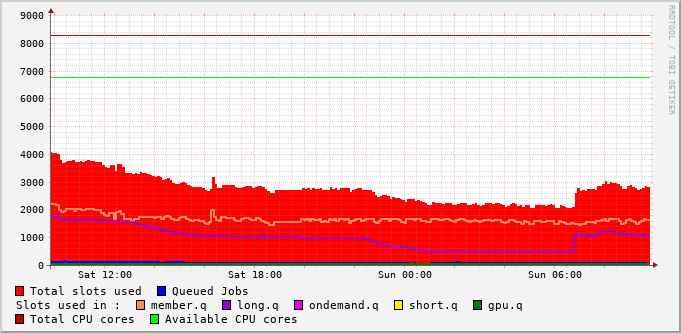 9000
8000
7000
6000
5000
4000
3000
2000
1000
0
Sat 12:00 Sat 18:00 Sun 00:00 Sun 06:00
RRDTOOL / TOBI OETIKER
Total slots used Queued Jobs
Slots used in : member.q long.q ondemand.q short.q gpu.q
Total CPU cores Available CPU cores